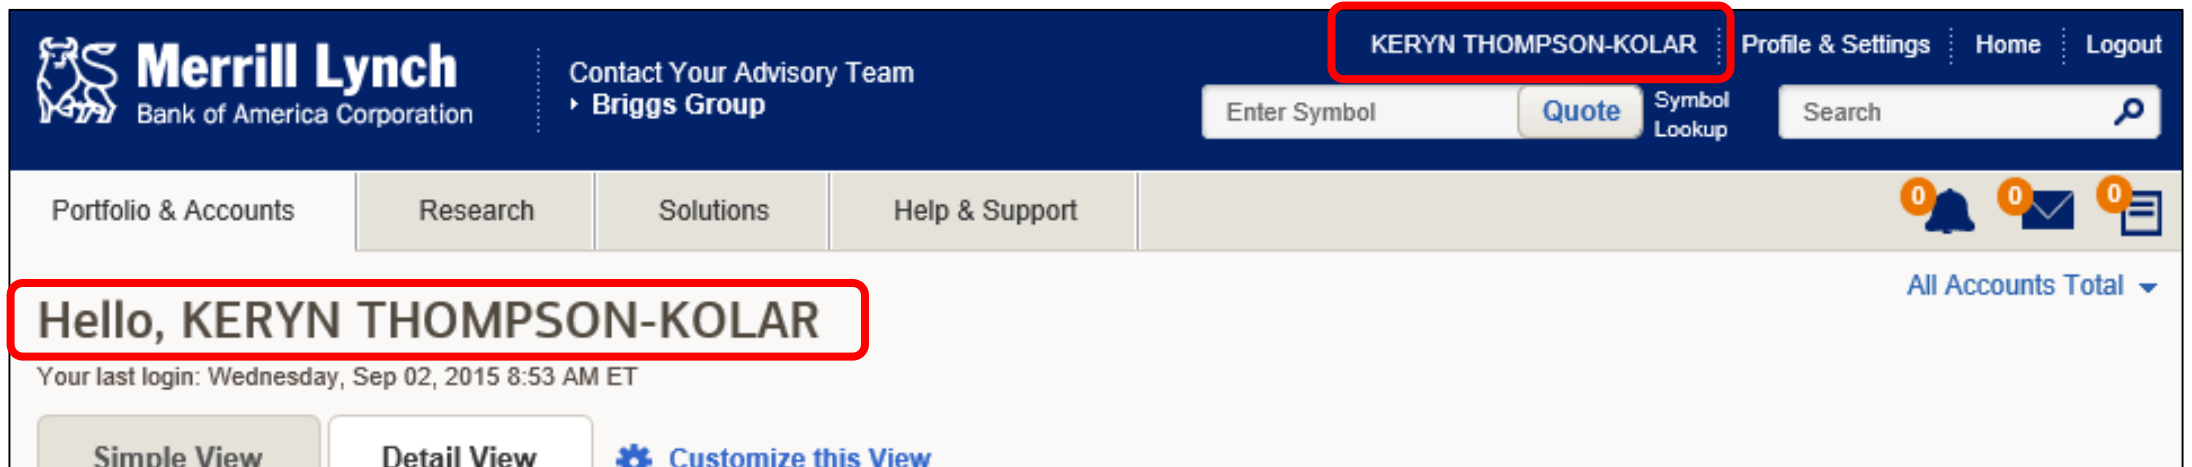 Merrill Lynch
Bank of America Corporation
Contact Your Advisory Team
Briggs Group
KERYN THOMPSON-KOLAR
Profile & Settings
Home
Logout
Enter Symbol
Quote
Symbol
Lookup
Search
Portfolio & Accounts
Research
Solutions
Help & Support
0
0
0
All Accounts Total
Hello, KERYN THOMPSON-KOLAR
Your last login: Wednesday, Sep 02, 2015 8:53 AM ET
Simple View
Detail View
Customize this View